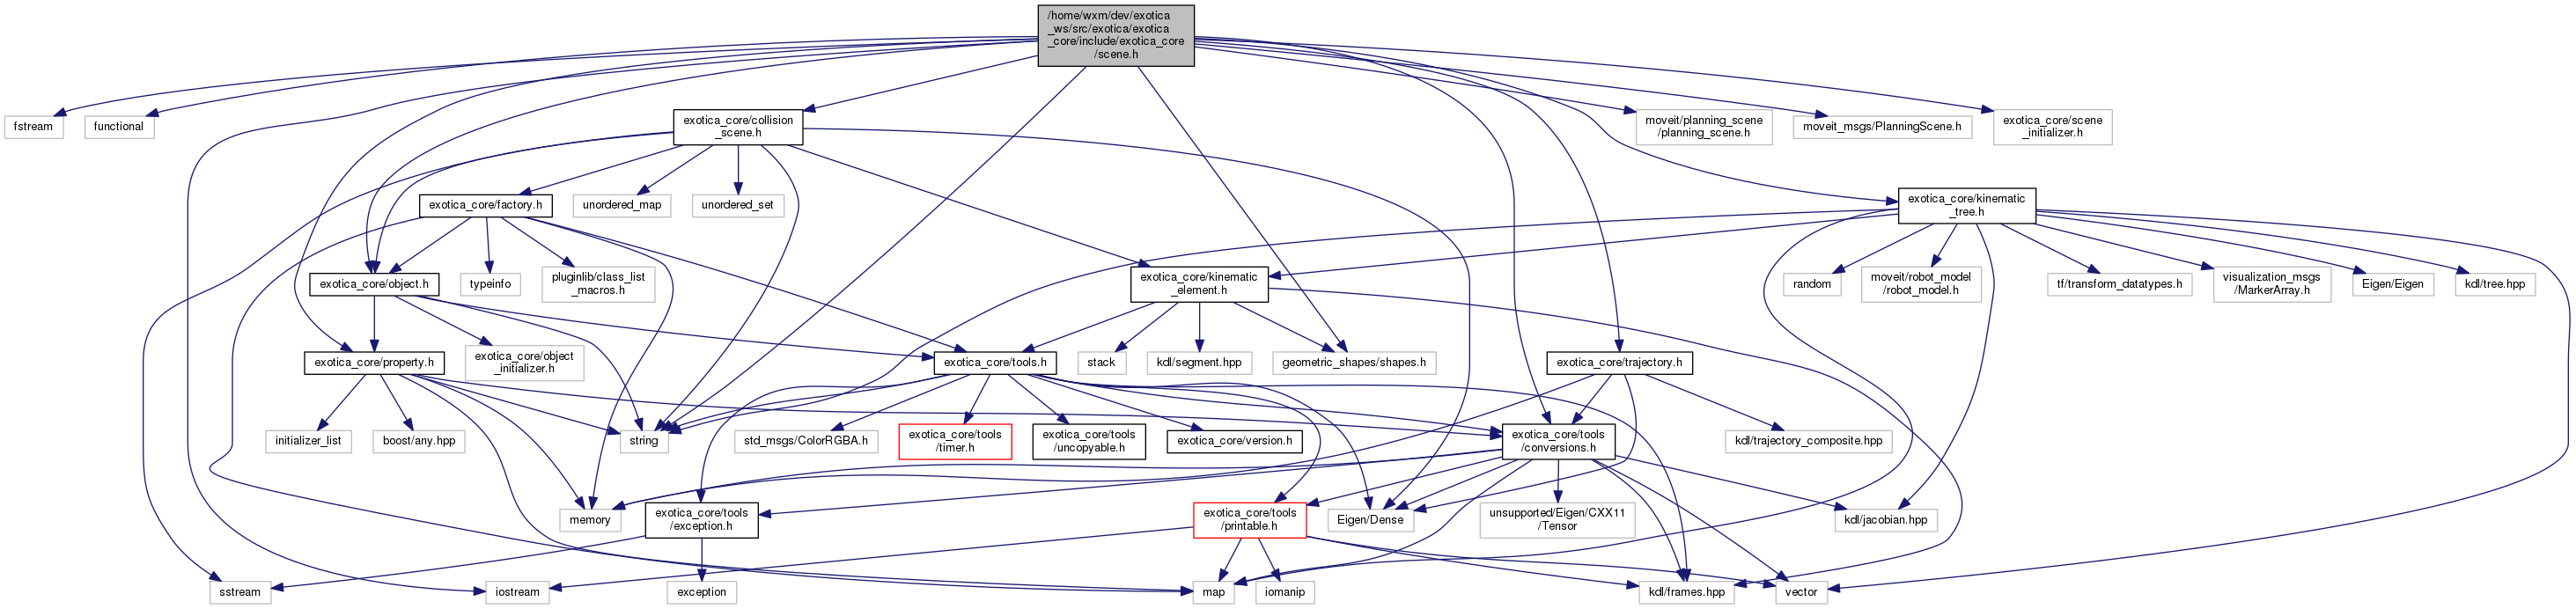 /home/wxm/dev/exotica
_ws/src/exotica/exotica
_core/include/exotica_core
/scene.h
fstream
functional
exotica_core/collision
_scene.h
moveit/planning_scene
/planning_scene.h
moveit_msgs/PlanningScene.h
exotica_core/scene
_initializer.h
exotica_core/factory.h
unordered_map
unordered_set
exotica_core/kinematic
_tree.h
exotica_core/object.h
typeinfo
pluginlib/class_list
_macros.h
exotica_core/kinematic
_element.h
random
moveit/robot_model
/robot_model.h
tf/transform_datatypes.h
visualization_msgs
/MarkerArray.h
Eigen/Eigen
kdl/tree.hpp
exotica_core/property.h
exotica_core/object
_initializer.h
exotica_core/tools.h
stack
kdl/segment.hpp
geometric_shapes/shapes.h
exotica_core/trajectory.h
initializer_list
boost/any.hpp
string
std_msgs/ColorRGBA.h
exotica_core/tools
/timer.h
exotica_core/tools
/uncopyable.h
exotica_core/version.h
exotica_core/tools
/conversions.h
kdl/trajectory_composite.hpp
memory
exotica_core/tools
/exception.h
exotica_core/tools
/printable.h
Eigen/Dense
unsupported/Eigen/CXX11
/Tensor
kdl/jacobian.hpp
sstream
iostream
exception
map
iomanip
kdl/frames.hpp
vector